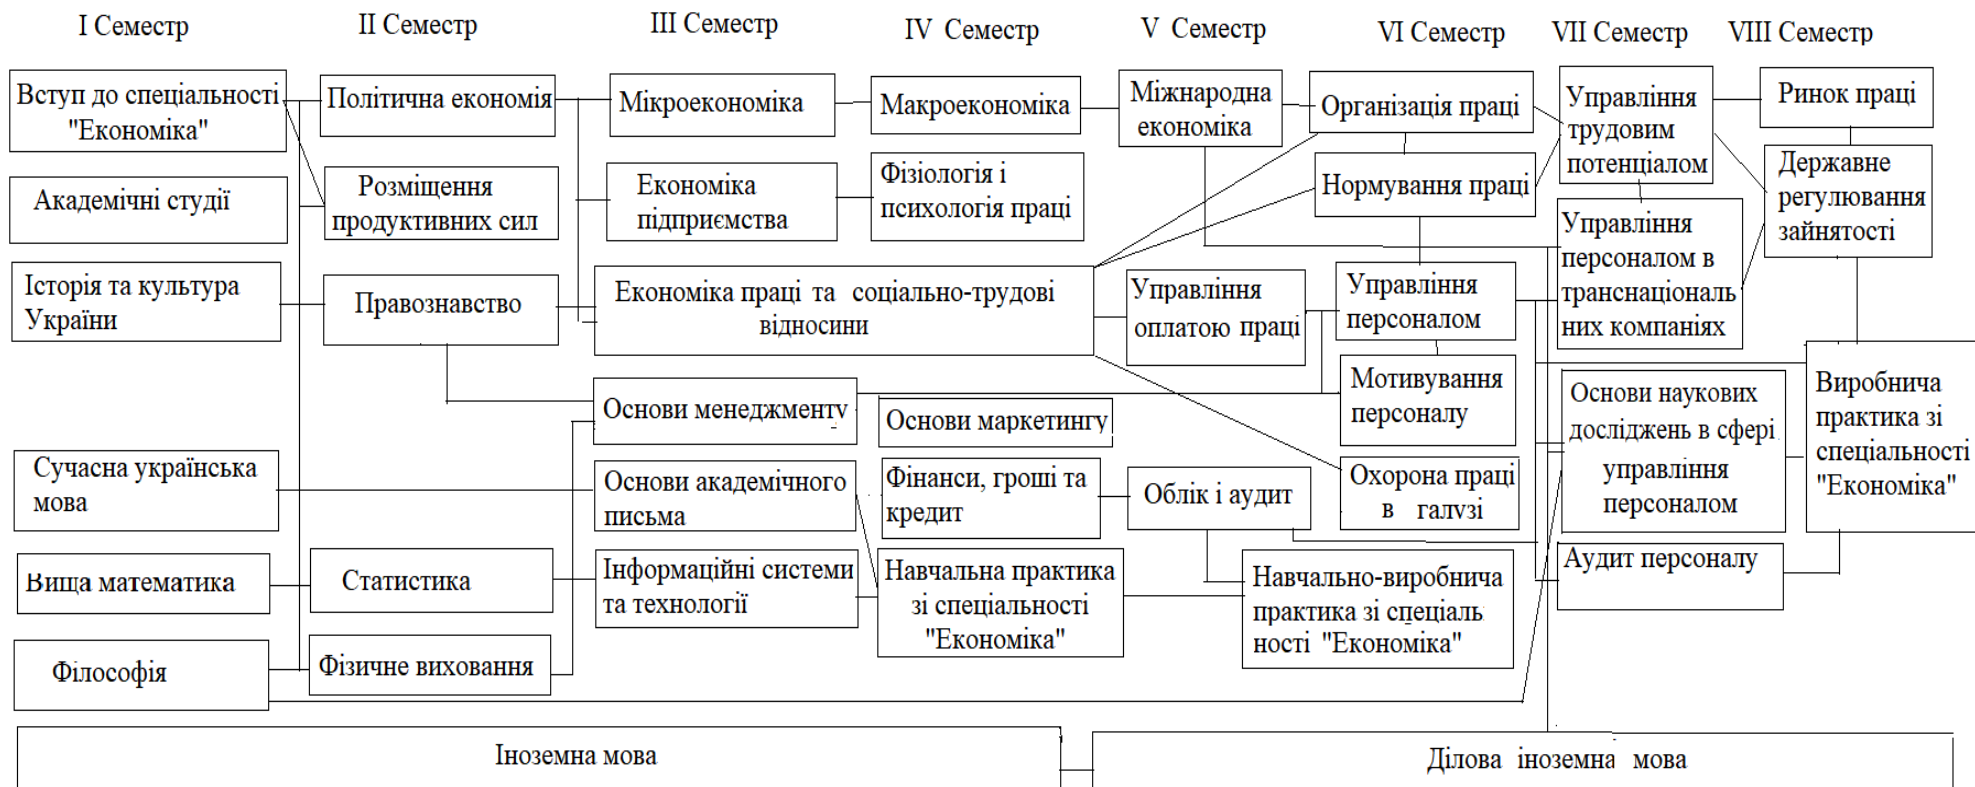 I Семестр
II Семестр
III Семестр
IV Семестр
V Семестр
VI Семестр
VII Семестр
VIII Семестр
Вступ до спеціальності
"Економіка"
Академічні студії
Історія та культура
України
Сучасна українська
мова
Вища математика
Філософія
Політична економія
Розміщення
продуктивних сил
Правознавство
Статистика
Фізичне виховання
Мікроекономіка
Економіка
підприємства
Економіка праці та соціально-трудові
відносини
Основи менеджменту
Основи академічного
письма
Інформаційні системи
та технології
Макроекономіка
Фізіологія і
психологія праці
Основи маркетингу
Фінанси, гроші та
кредит
Навчальна практика
зі спеціальності
"Економіка"
Міжнародна
економіка
Управління
оплатою праці
Облік і аудит
Організація праці
Нормування праці
Управління
персоналом
Мотивування
персоналу
Охорона праці
в галузі
Навчально-виробнича
практика зі спеціаль
ності "Економіка"
Управління
трудовим
потенціалом
Управління
персоналом в
транснаціональ
них компаніях
Основи наукових
досліджень в сфері
управління
персоналом
Аудит персоналу
Ринок праці
Державне
регулювання
зайнятості
Виробнича
практика зі
спеціальності
"Економіка"
Іноземна мова
Ділова іноземна мова